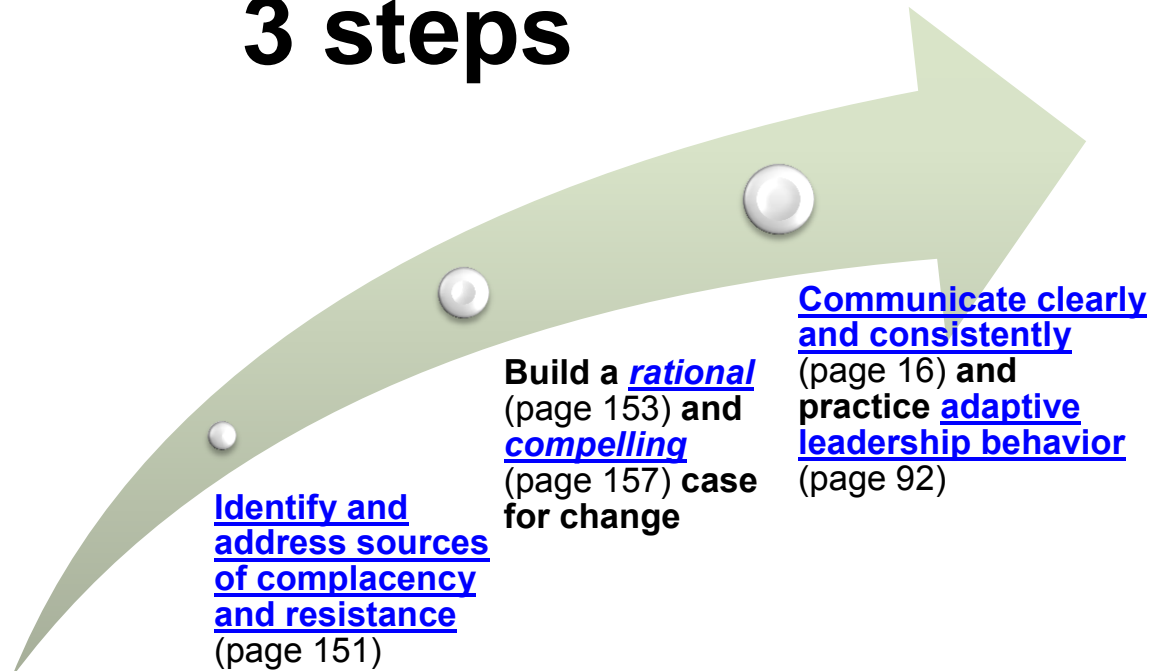 3 steps
Identify and
address sources
of complacency
and resistance
(page 151)
Build a rational
(page 153) and
compelling
(page 157) case
for change
Communicate clearly
and consistently
(page 16) and
practice adaptive
leadership behavior
(page 92)